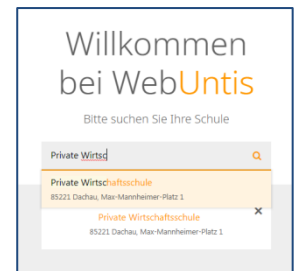 Willkommen
bei WebUntis
Bitte suchen Sie Ihre Schule
Private Wirtsc
Private Wirtschaftsschule
85221 Dachau, Max-Mannheimer-Platz 1
Private Wirtschaftsschule
85221 Dachau, Max-Mannheimer-Platz 1